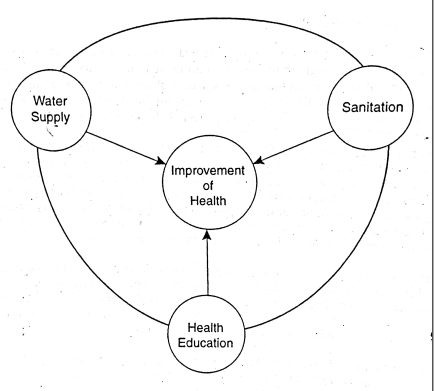 Water
Supply
Sanitation
Improvement
of
Health
Health
Education